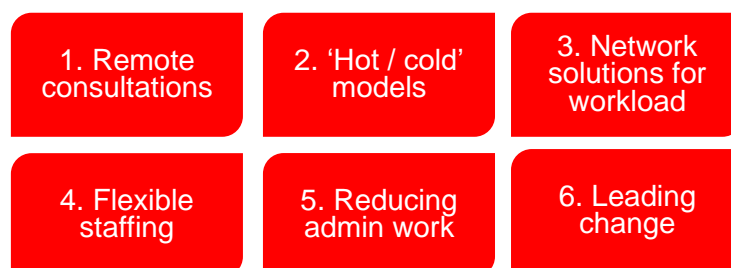 1. Remote
consultations
2. ‘Hot / cold’
models
3. Network
solutions for
workload
4. Flexible
staffing
5. Reducing
admin work
6. Leading
change